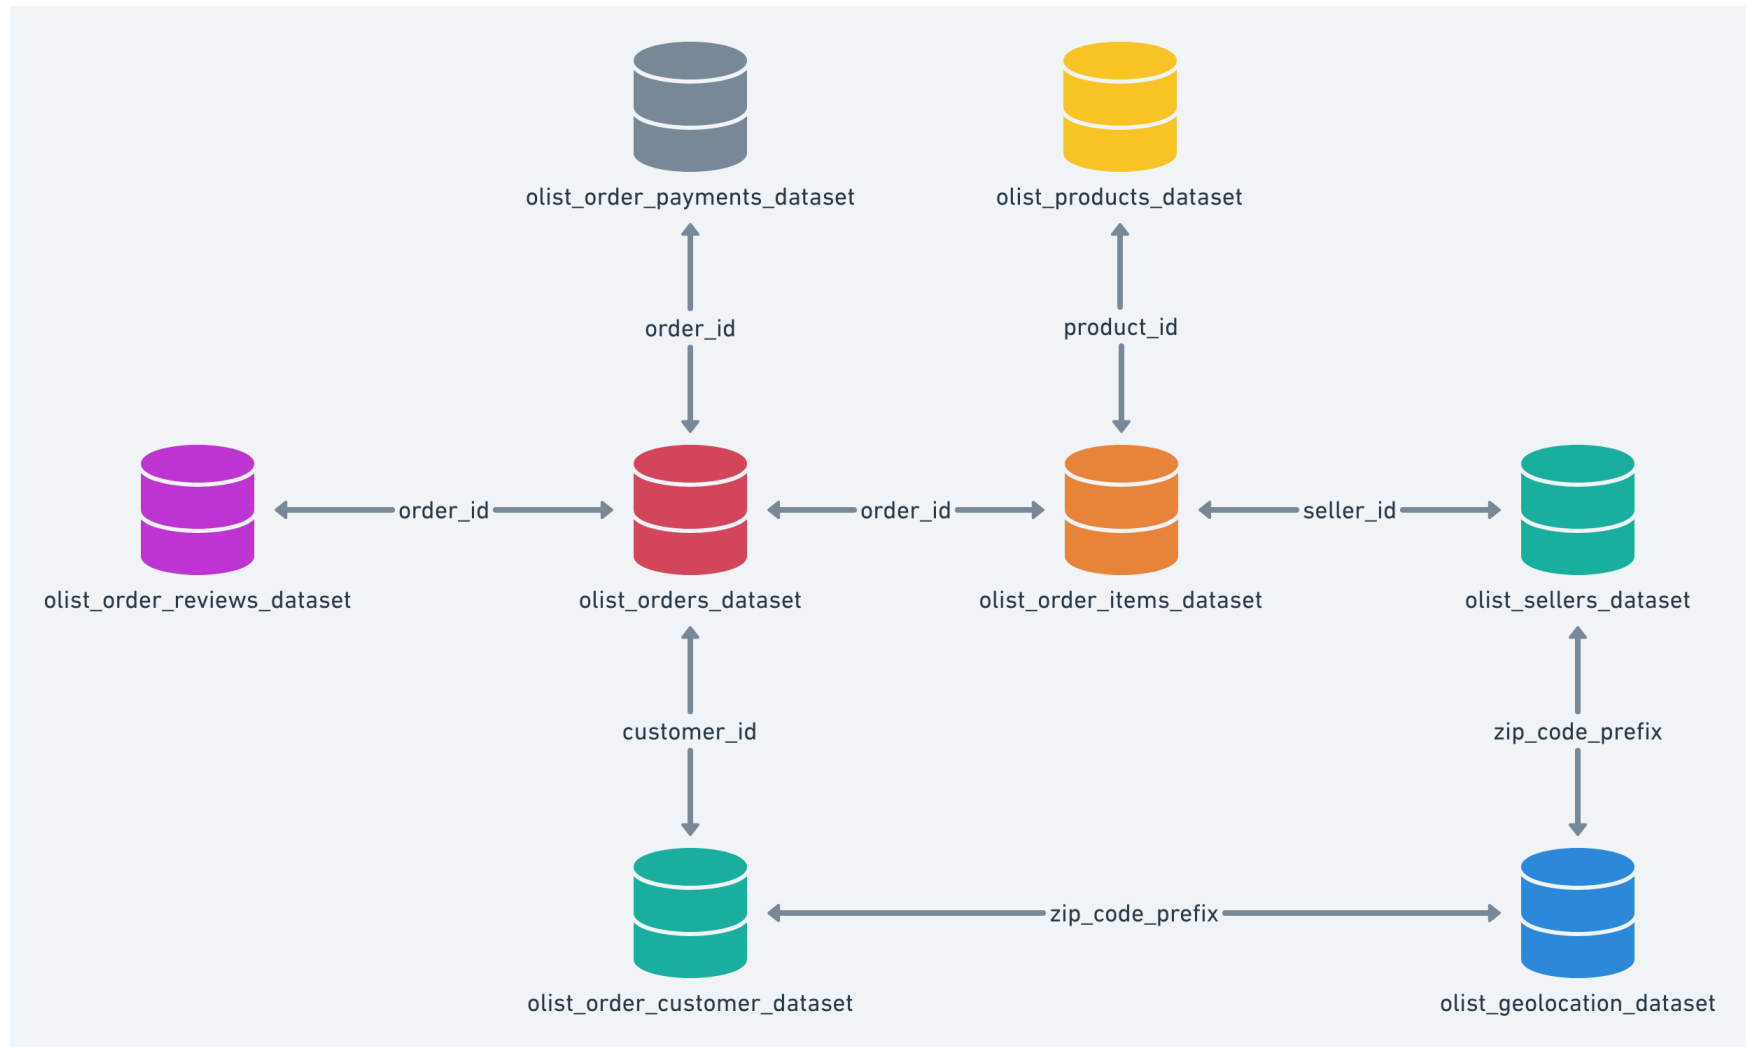 olist_order_payments_dataset
olist_products_dataset
order_id
product_id
order_id
order_id
seller_id
olist_order_reviews_dataset
olist_orders_dataset
olist_order_items_dataset
olist_sellers_dataset
customer_id
zip_code_prefix
zip_code_prefix
olist_order_customer_dataset
olist_geolocation_dataset